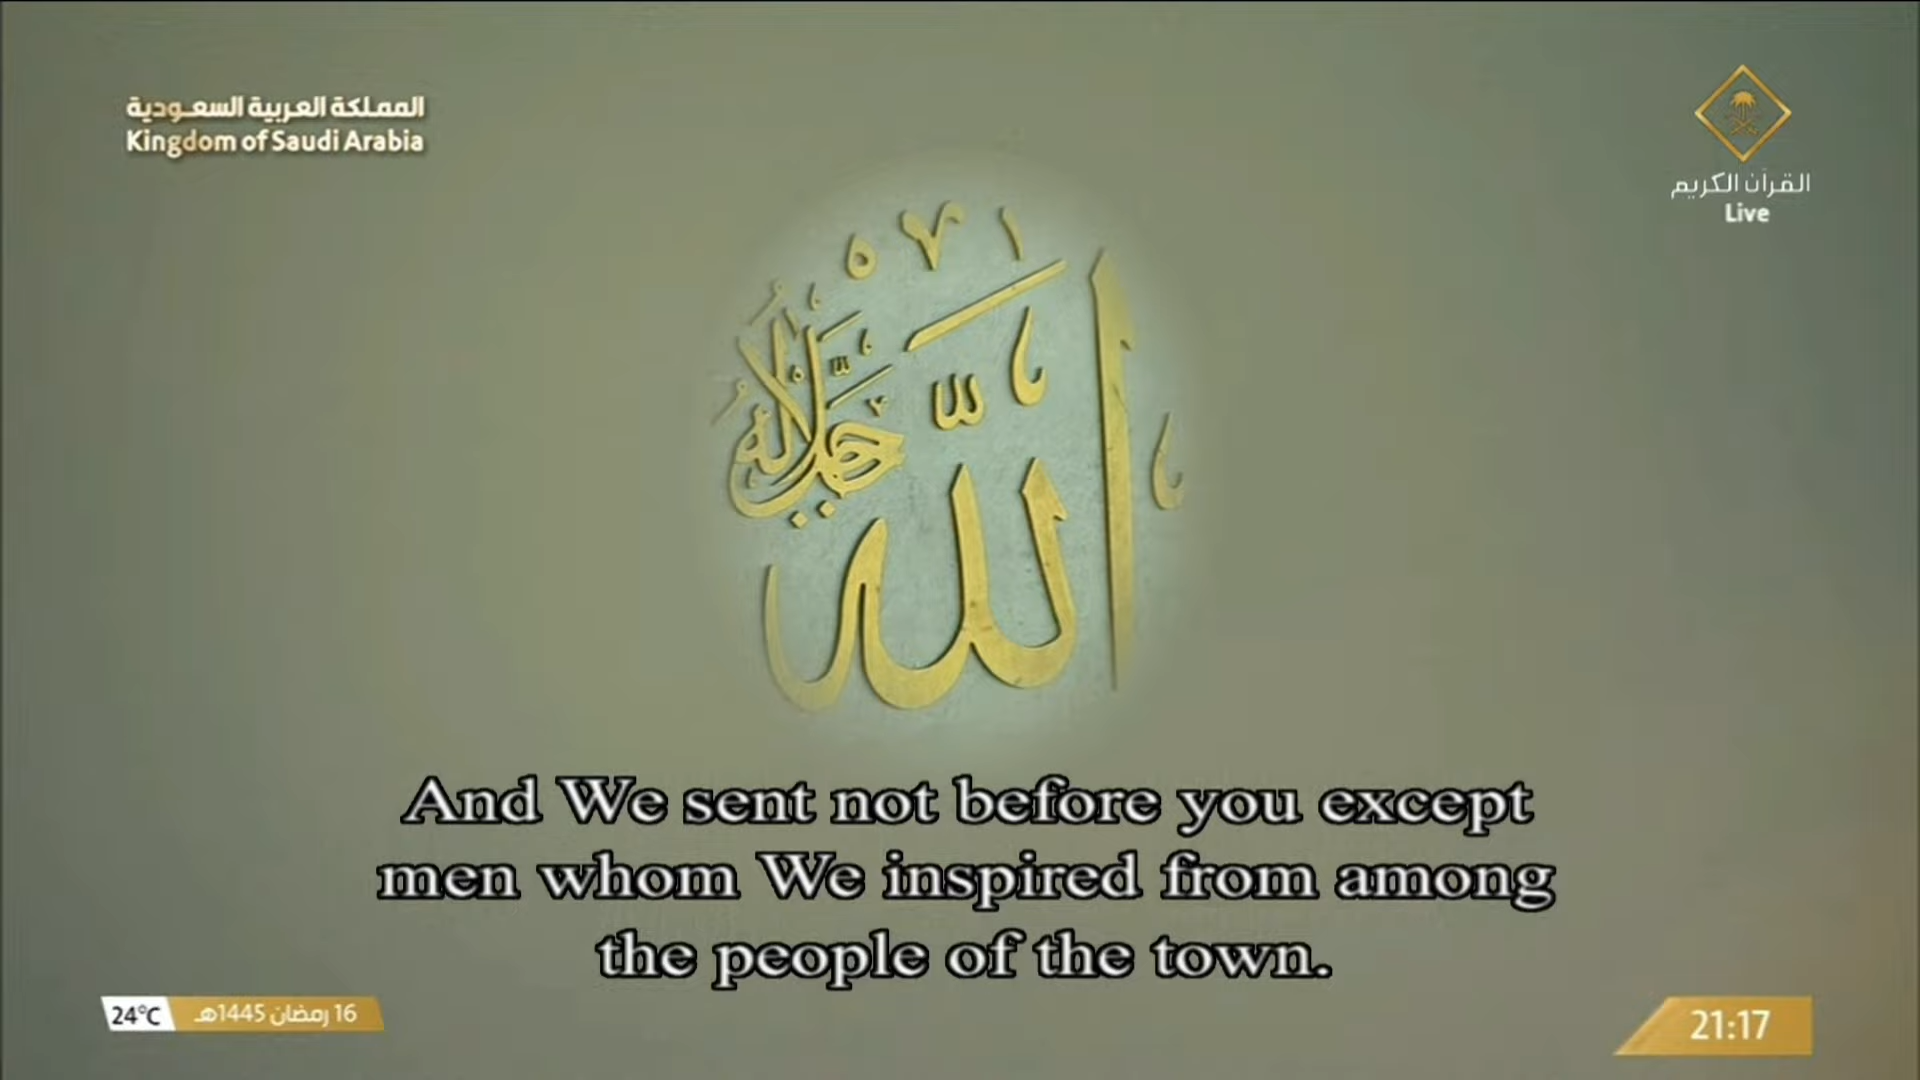 المملكة العربية السعودية
Kingdom of Saudi Arabia
القرآن الكريم
Live
الله
جل جلاله
And We sent not before you except
men whom We inspired from among
the people of the town.
24°C
16 رمضان 1445هـ
21:17